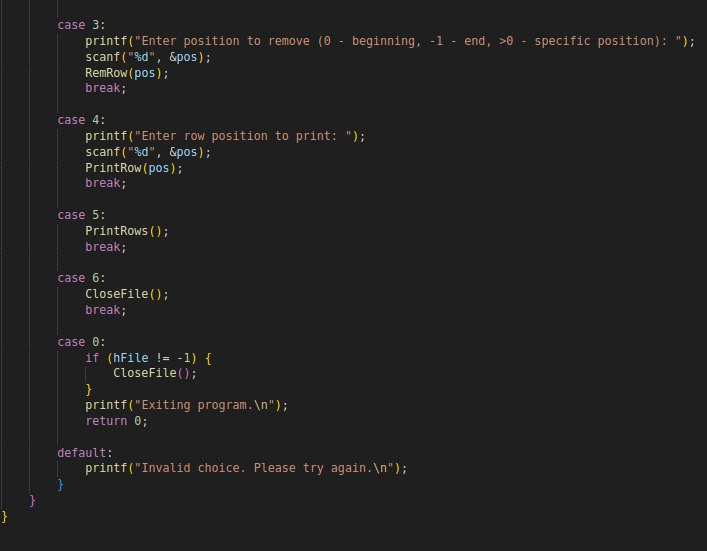 case 3:
printf("Enter position to remove (0 - beginning, -1 - end, >0 - specific position): ");
scanf("%d", &pos);
RemRow(pos);
break;
case 4:
printf("Enter row position to print: ");
scanf("%d", &pos);
PrintRow(pos);
break;
case 5:
PrintRows();
break;
case 6:
CloseFile();
break;
case 0:
if (hFile != -1) {
CloseFile();
}
printf("Exiting program.\n");
return 0;
default:
printf("Invalid choice. Please try again.\n");
}
}
}